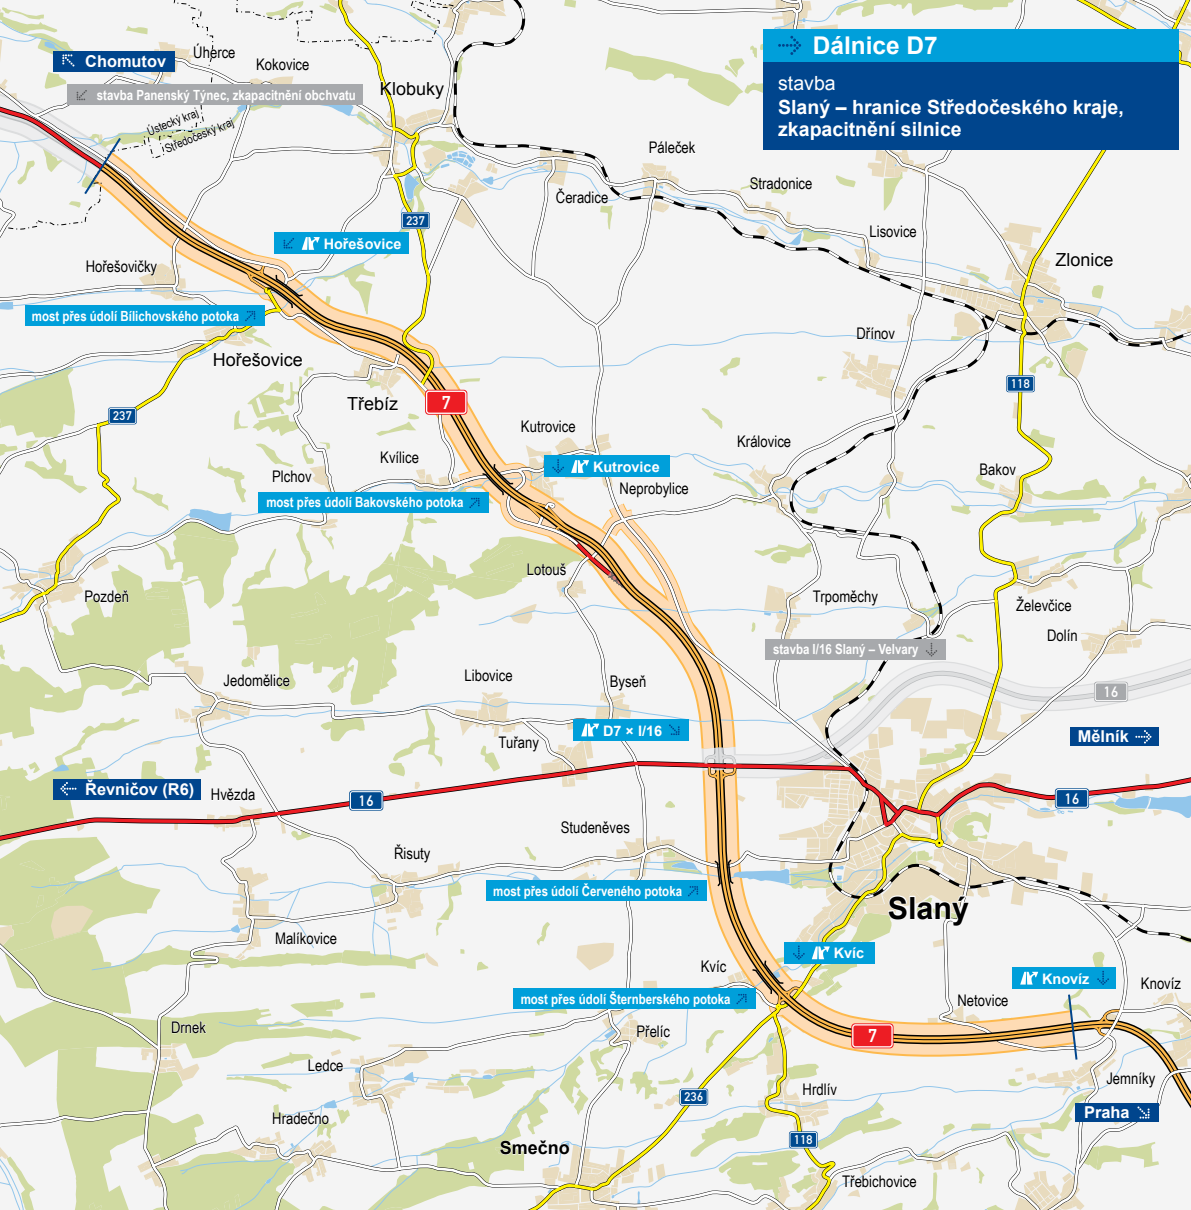 Dálnice D7
stavba
Slaný – hranice Středočeského kraje,
zkapacitnění silnice
Chomutov
Úherce
Kokovice
stavba Panenský Týnec, zkapacitnění obchvatu
Klobuky
Ústecký kraj
Středočeský kraj
Páleček
Stradonice
Čeradice
237
Lisovice
Hořešovice
Zlonice
Hořešovičky
most přes údolí Bílichovského potoka
Dřínov
Hořešovice
118
Třebíz
7
237
Kutrovice
Královice
Kvílice
Kutrovice
Bakov
Plchov
Neprobylice
most přes údolí Bakovského potoka
Lotouš
Pozdeň
Trpoměchy
Želevčice
Dolín
stavba I/16 Slaný – Velvary
Jedomělice
Libovice
Byseň
16
D7 × I/16
Mělník
Tuřany
Řevničov (R6)
Hvězda
16
16
Studeněves
Řisuty
most přes údolí Červeného potoka
Slaný
Malíkovice
Kvíc
Kvíc
Knovíz
Knovíz
most přes údolí Šternberského potoka
Netovice
Drnek
Přelíc
7
Ledce
Jemníky
Hrdlív
236
Praha
Hradečno
118
Smečno
Třebichovice